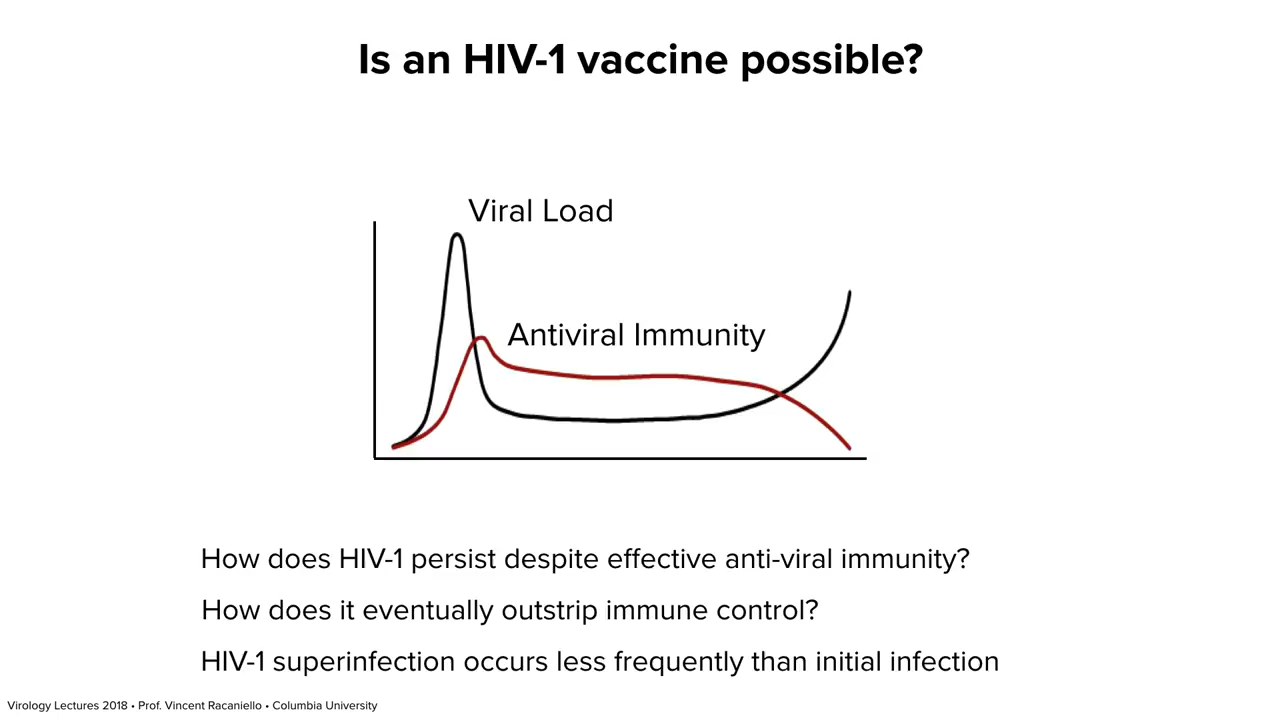 Is an HIV-1 vaccine possible?
Viral Load
Antiviral Immunity
How does HIV-1 persist despite effective anti-viral immunity?
How does it eventually outstrip immune control?
HIV-1 superinfection occurs less frequently than initial infection
Virology Lectures 2018 • Prof. Vincent Racaniello • Columbia University